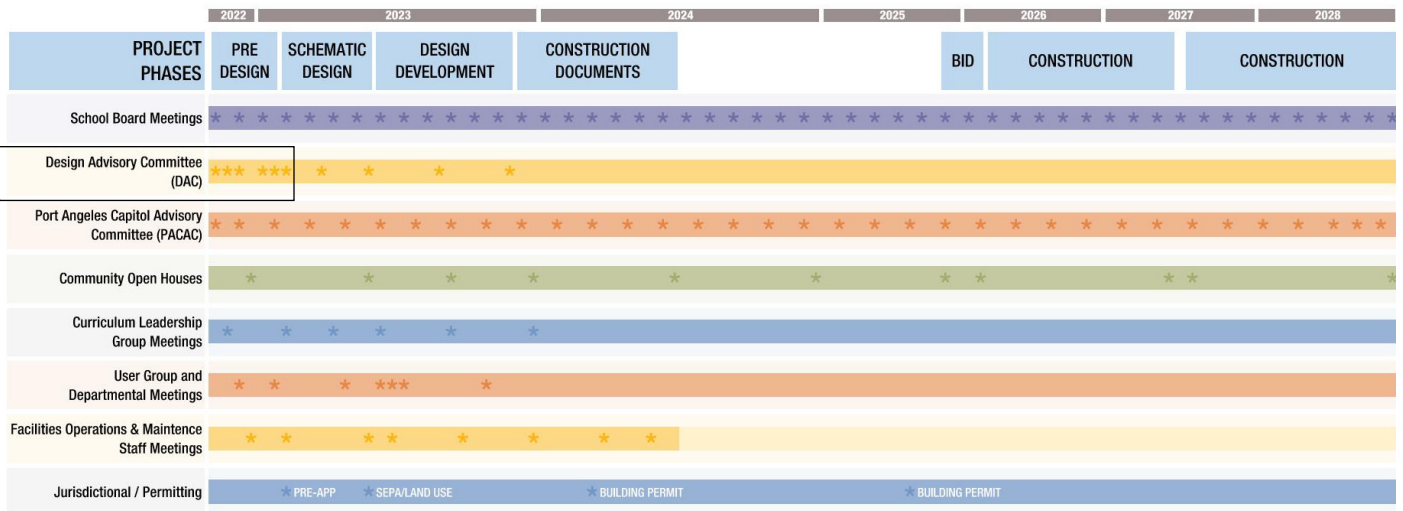 2022 2023 2024 2025 2026 2027 2028
PROJECT
PHASES
PRE
DESIGN
SCHEMATIC
DESIGN
DESIGN
DEVELOPMENT
CONSTRUCTION
DOCUMENTS
BID
CONSTRUCTION
CONSTRUCTION
School Board Meetings
Design Advisory Committee
(DAC)
Port Angeles Capitol Advisory
Committee (PACAC)
Community Open Houses
Curriculum Leadership
Group Meetings
User Group and
Departmental Meetings
Facilities Operations & Maintence
Staff Meetings
Jurisdictional / Permitting
PRE-APP
SEPA/LAND USE
BUILDING PERMIT
BUILDING PERMIT